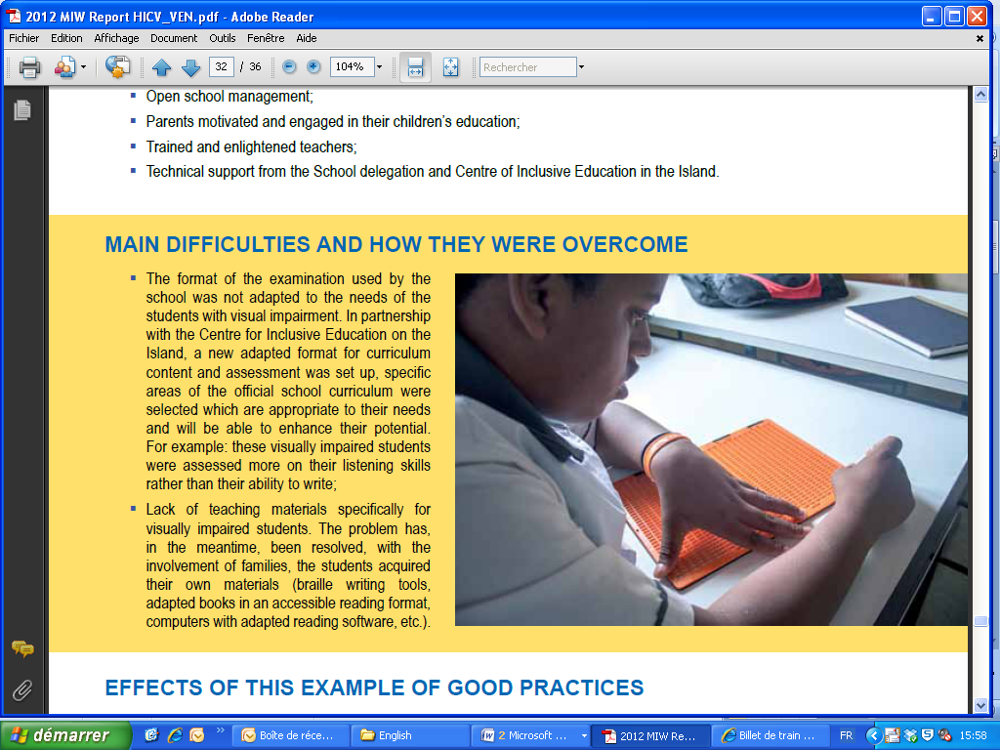 2012 MIW Report HICV_VEN.pdf - Adobe Reader
Fichier Edition Affichage Document Outils Fenêtre Aide
32 / 36 104% Rechercher
Open school management;
Parents motivated and engaged in their children's education;
Trained and enlightened teachers;
Technical support from the School delegation and Centre of Inclusive Education in the Island.
MAIN DIFFICULTIES AND HOW THEY WERE OVERCOME
The format of the examination used by the
school was not adapted to the needs of the
students with visual impairment. In partnership
with the Centre for Inclusive Education on the
Island, a new adapted format for curriculum
content and assessment was set up, specific
areas of the official school curriculum were
selected which are appropriate to their needs
and will be able to enhance their potential.
For example: these visually impaired students
were assessed more on their listening skills
rather than their ability to write;
Lack of teaching materials specifically for
visually impaired students. The problem has,
in the meantime, been resolved, with the
involvement of families, the students acquired
their own materials (braille writing tools,
adapted books in an accessible reading format,
computers with adapted reading software, etc.).
EFFECTS OF THIS EXAMPLE OF GOOD PRACTICES
démarrer Boîte de réce... English 2 Microsoft ... 2012 MIW Re... Billet de train ... FR 15:58